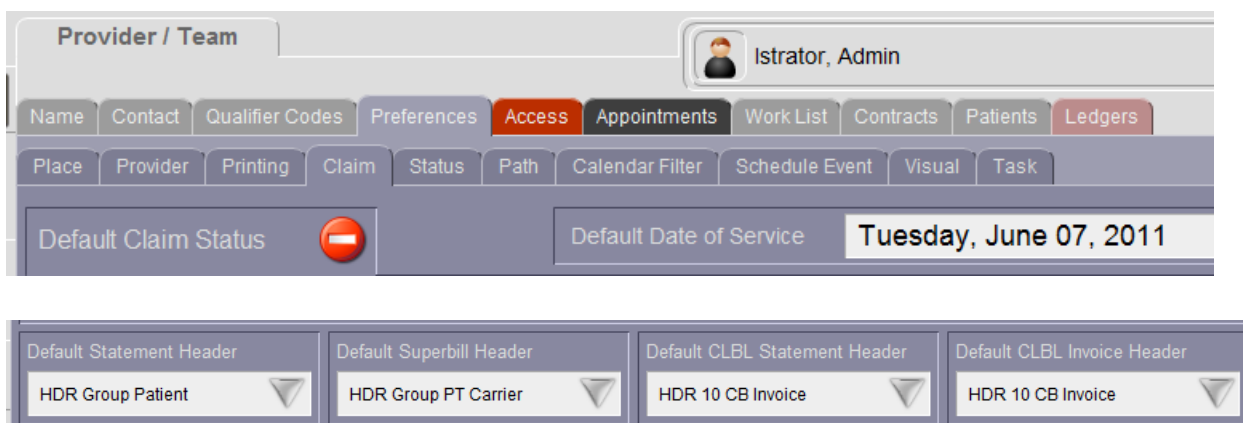 Provider / Team
Istrator, Admin
Name Contact Qualifier Codes Preferences Access Appointments Work List Contracts Patients Ledgers
Place Provider Printing Claim Status Path Calendar Filter Schedule Event Visual Task
Default Claim Status Default Date of Service Tuesday, June 07, 2011
Default Statement Header Default Superbill Header Default CLBL Statement Header Default CLBL Invoice Header
HDR Group Patient HDR Group PT Carrier HDR 10 CB Invoice HDR 10 CB Invoice